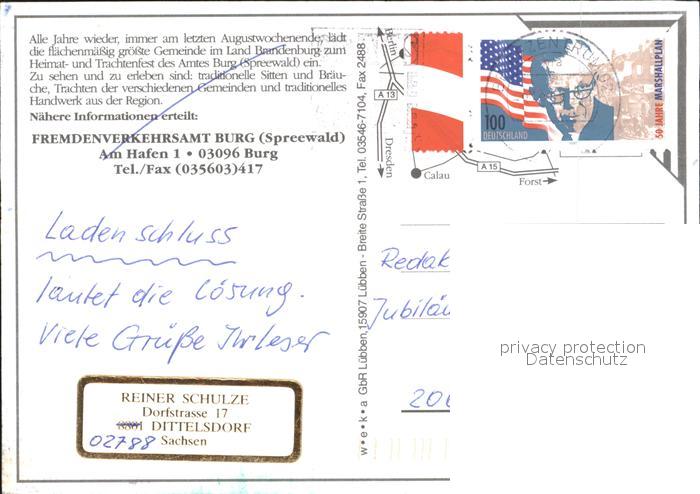 Alle Jahre wieder, immer am letzten Augustwochenende, lädt
die flächenmäßig größte Gemeinde im Land Brandenburg zum
Heimat- und Trachtenfest des Amtes Burg (Spreewald) ein.
Zu sehen und zu erleben sind: traditionelle Sitten und Bräu-
che, Trachten der verschiedenen Gemeinden und traditionelles
Handwerk aus der Region.
Nähere Informationen erteilt:
FREMDENVERKEHRSAMT BURG (Spreewald)
Am Hafen 1 • 03096 Burg
Tel./Fax (035603)417
Laden schluss
lautet die Lösung.
Viele Grüße Ihr Leser
REINER SCHULZE
Dorfstrasse 17
DITTELSDORF
02788 Sachsen
w • e • k • a GbR Lübben, 15907 Lübben - Breite Straße 1, Tel. 03546-7104, Fax 2488
Berlin
A 13
Dresden
Calau
A 15
Forst
100
DEUTSCHLAND
50 JAHRE MARSHALLPLAN
Redak
Jubiläu
200
privacy protection
Datenschutz